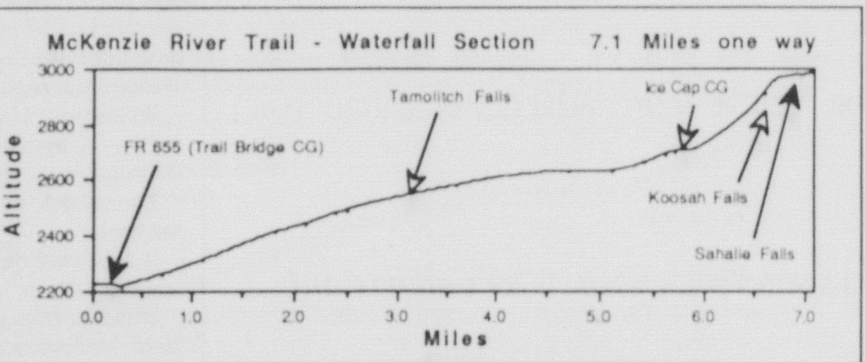 McKenzie River Trail - Waterfall Section 7.1 Miles one way
3000
2800
2600
2400
2200
Altitude
FR 655 (Trail Bridge CG)
Tamolitch Falls
Ice Cap CG
Koosah Falls
Sahalie Falls
0.0 1.0 2.0 3.0 4.0 5.0 6.0 7.0
Miles